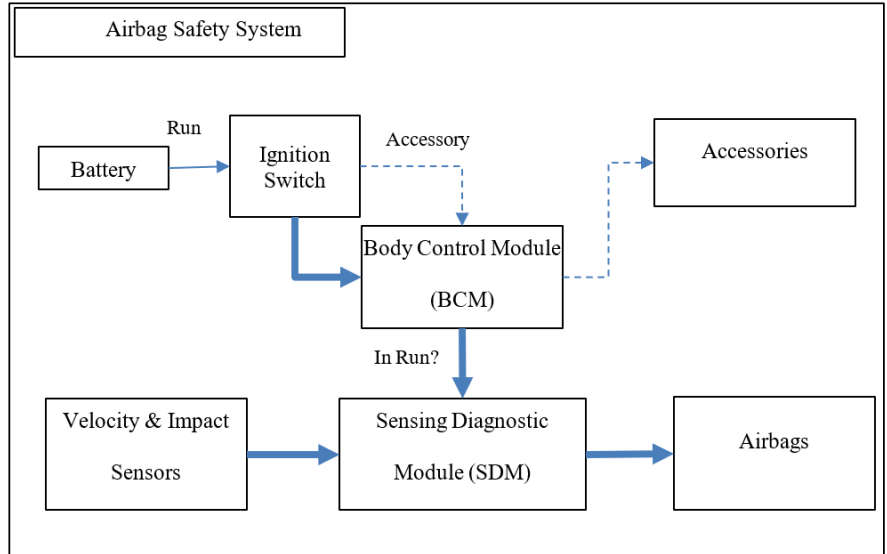 Airbag Safety System
Run
Battery
Ignition
Switch
Accessory
Accessories
Body Control Module
(BCM)
In Run?
Velocity & Impact
Sensors
Sensing Diagnostic
Module (SDM)
Airbags